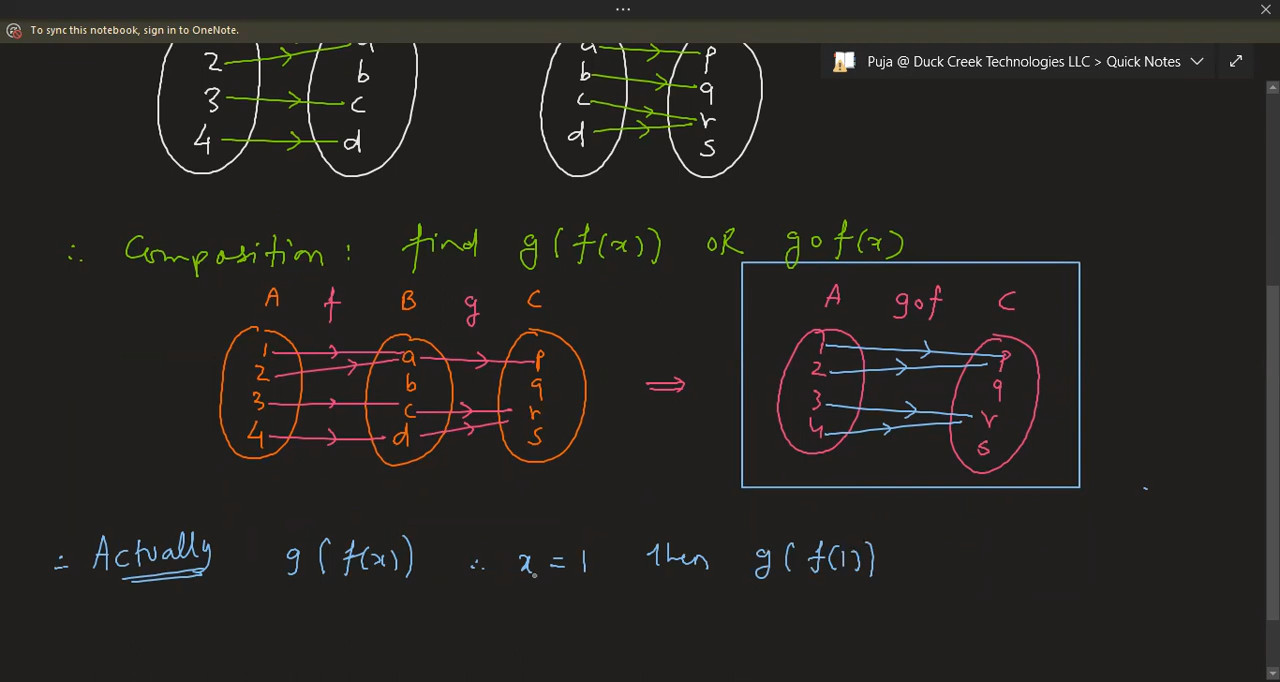 ...
To sync this notebook, sign in to OneNote.
Puja @ Duck Creek Technologies LLC > Quick Notes
2 a a p
3 b b q
4 c c r
d d s
∴ Composition: find g(f(x)) OR gof(x)
A f B g C A gof C
1 a p 1 p
2 b q ⇒ 2 q
3 c r 3 r
4 d s 4 s
∴ Actually g(f(x)) ∴ x = 1 then g(f(1))